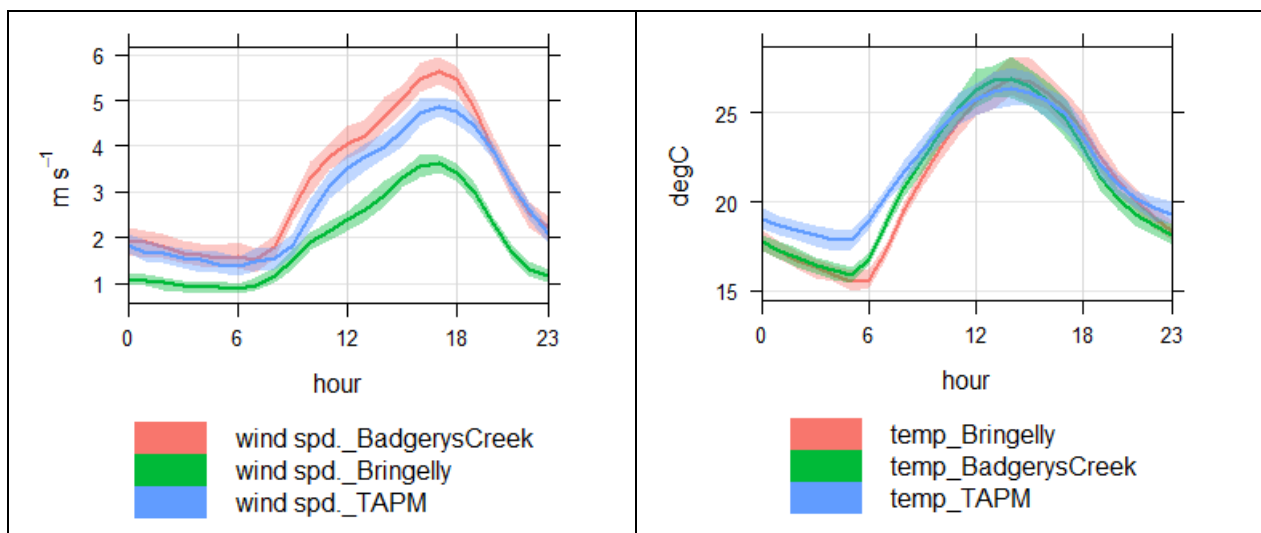 6
5
4
3
2
1
m s⁻¹
0 6 12 18 23
hour
wind spd._BadgerysCreek
wind spd._Bringelly
wind spd._TAPM
25
20
15
degC
0 6 12 18 23
hour
temp_Bringelly
temp_BadgerysCreek
temp_TAPM